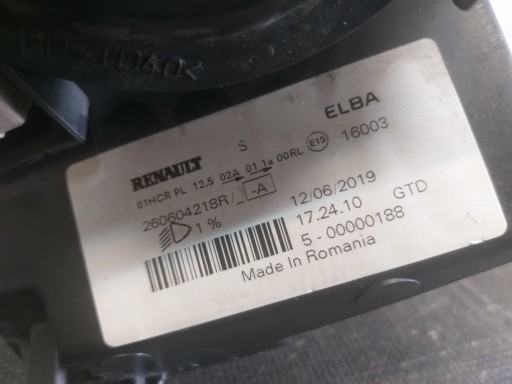 RENAULT S ELBA
01HCR PL 12.5 02A 01 1a 00RL E19 16003
260604218R/_ -A 12/06/2019
1 % 17.24.10 GTD
5 - 00000188
Made In Romania